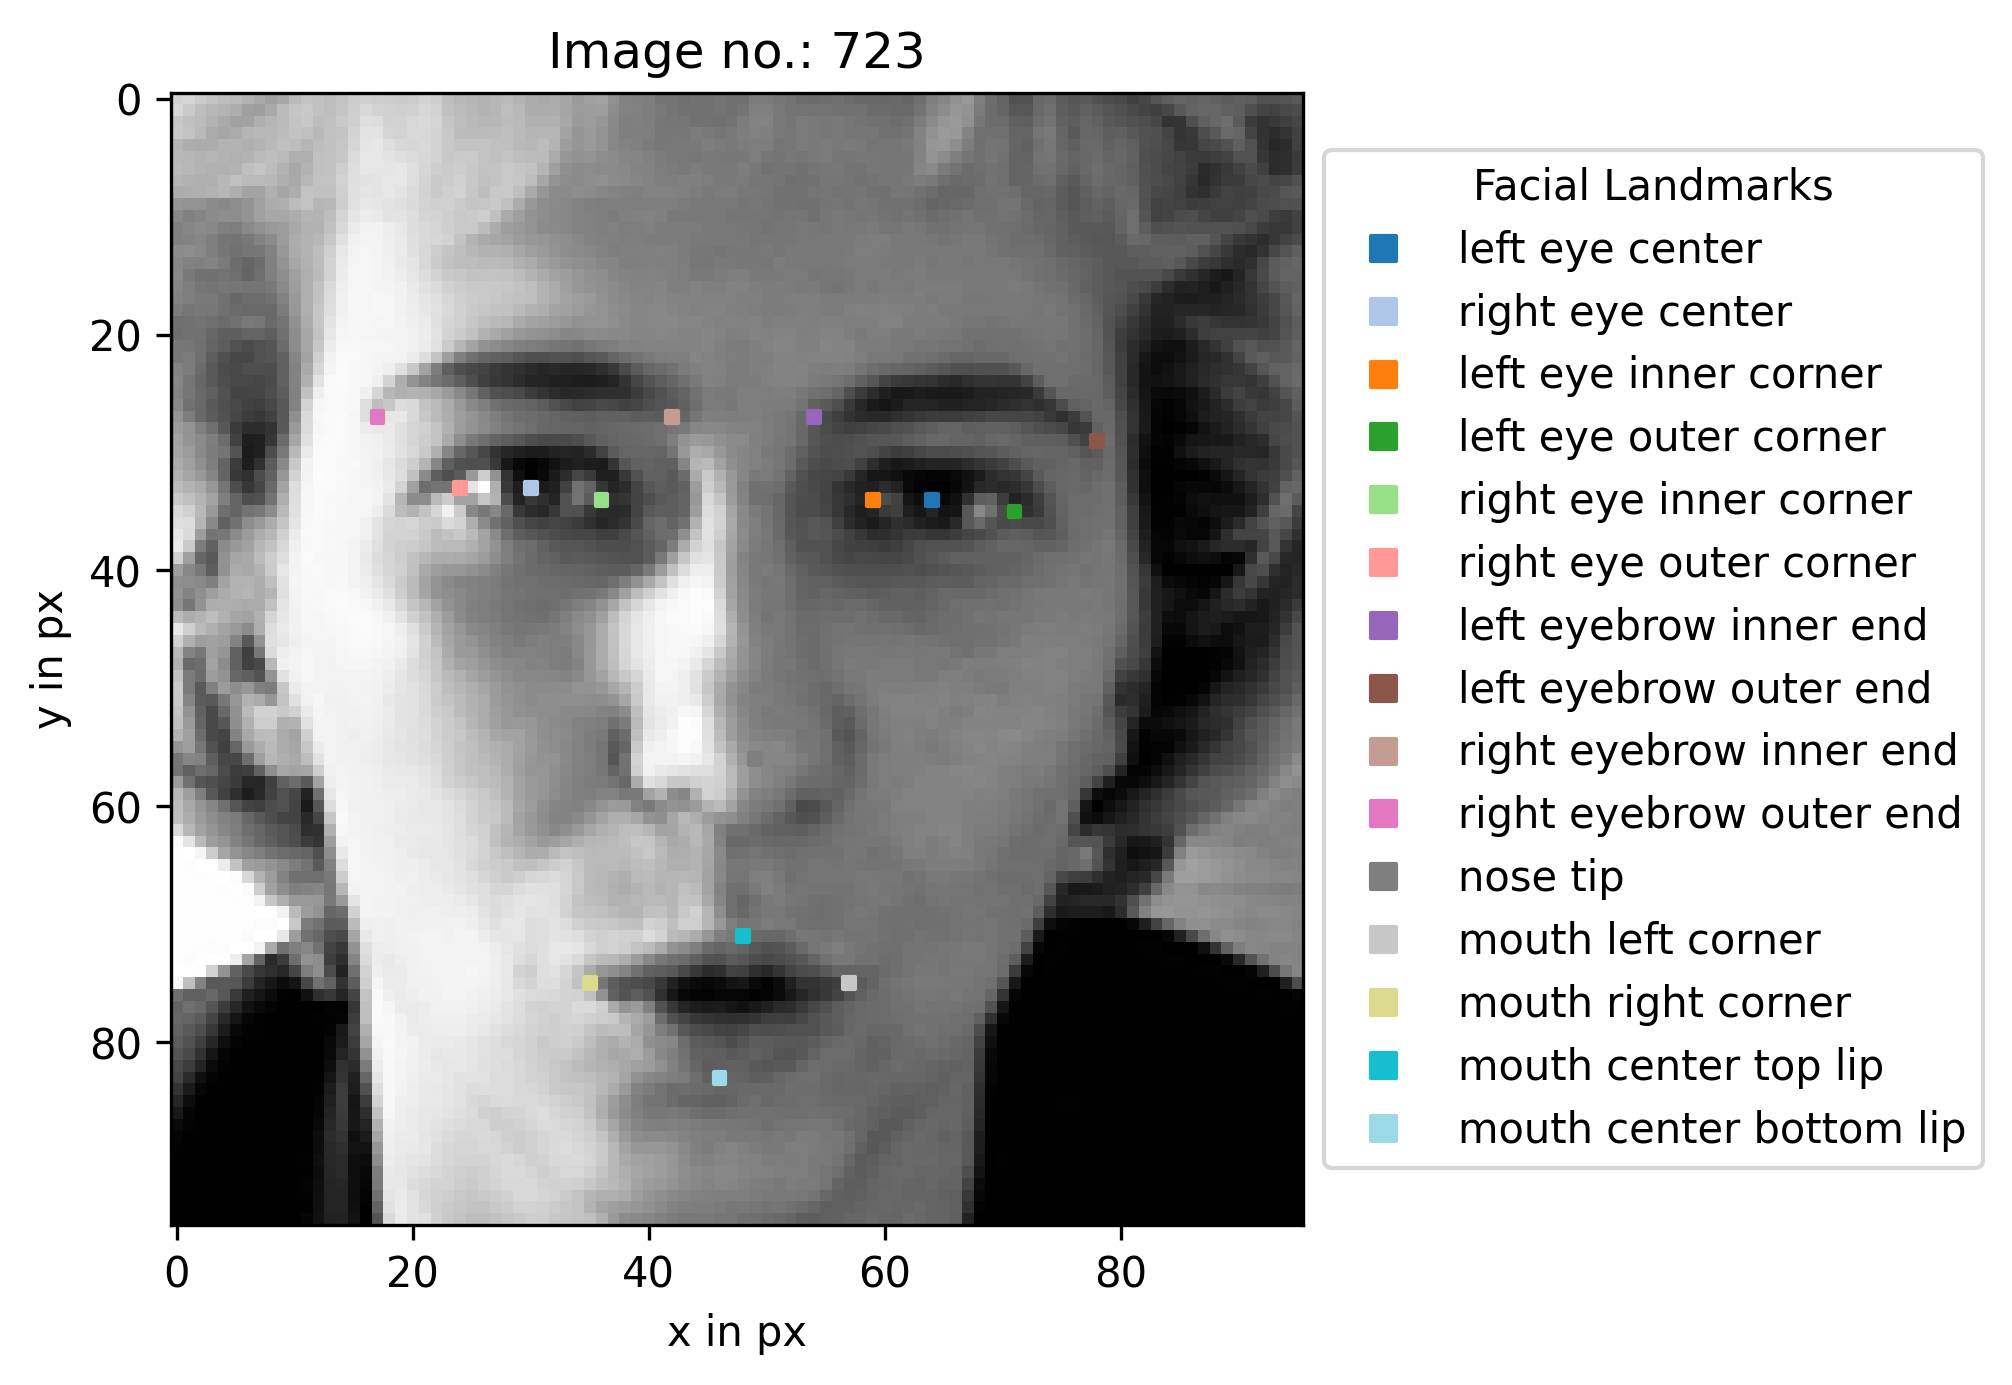 Image no.: 723
0
20
40
60
80
y in px
0
20
40
60
80
x in px
Facial Landmarks
left eye center
right eye center
left eye inner corner
left eye outer corner
right eye inner corner
right eye outer corner
left eyebrow inner end
left eyebrow outer end
right eyebrow inner end
right eyebrow outer end
nose tip
mouth left corner
mouth right corner
mouth center top lip
mouth center bottom lip